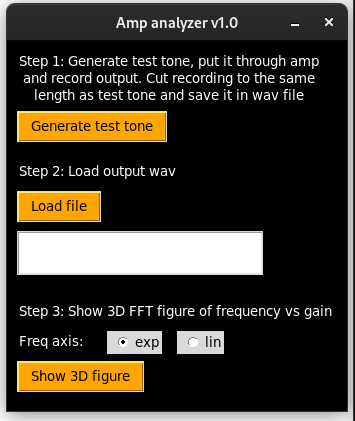 Amp analyzer v1.0
Step 1: Generate test tone, put it through amp
and record output. Cut recording to the same
length as test tone and save it in wav file
Generate test tone
Step 2: Load output wav
Load file
Step 3: Show 3D FFT figure of frequency vs gain
Freq axis: exp lin
Show 3D figure